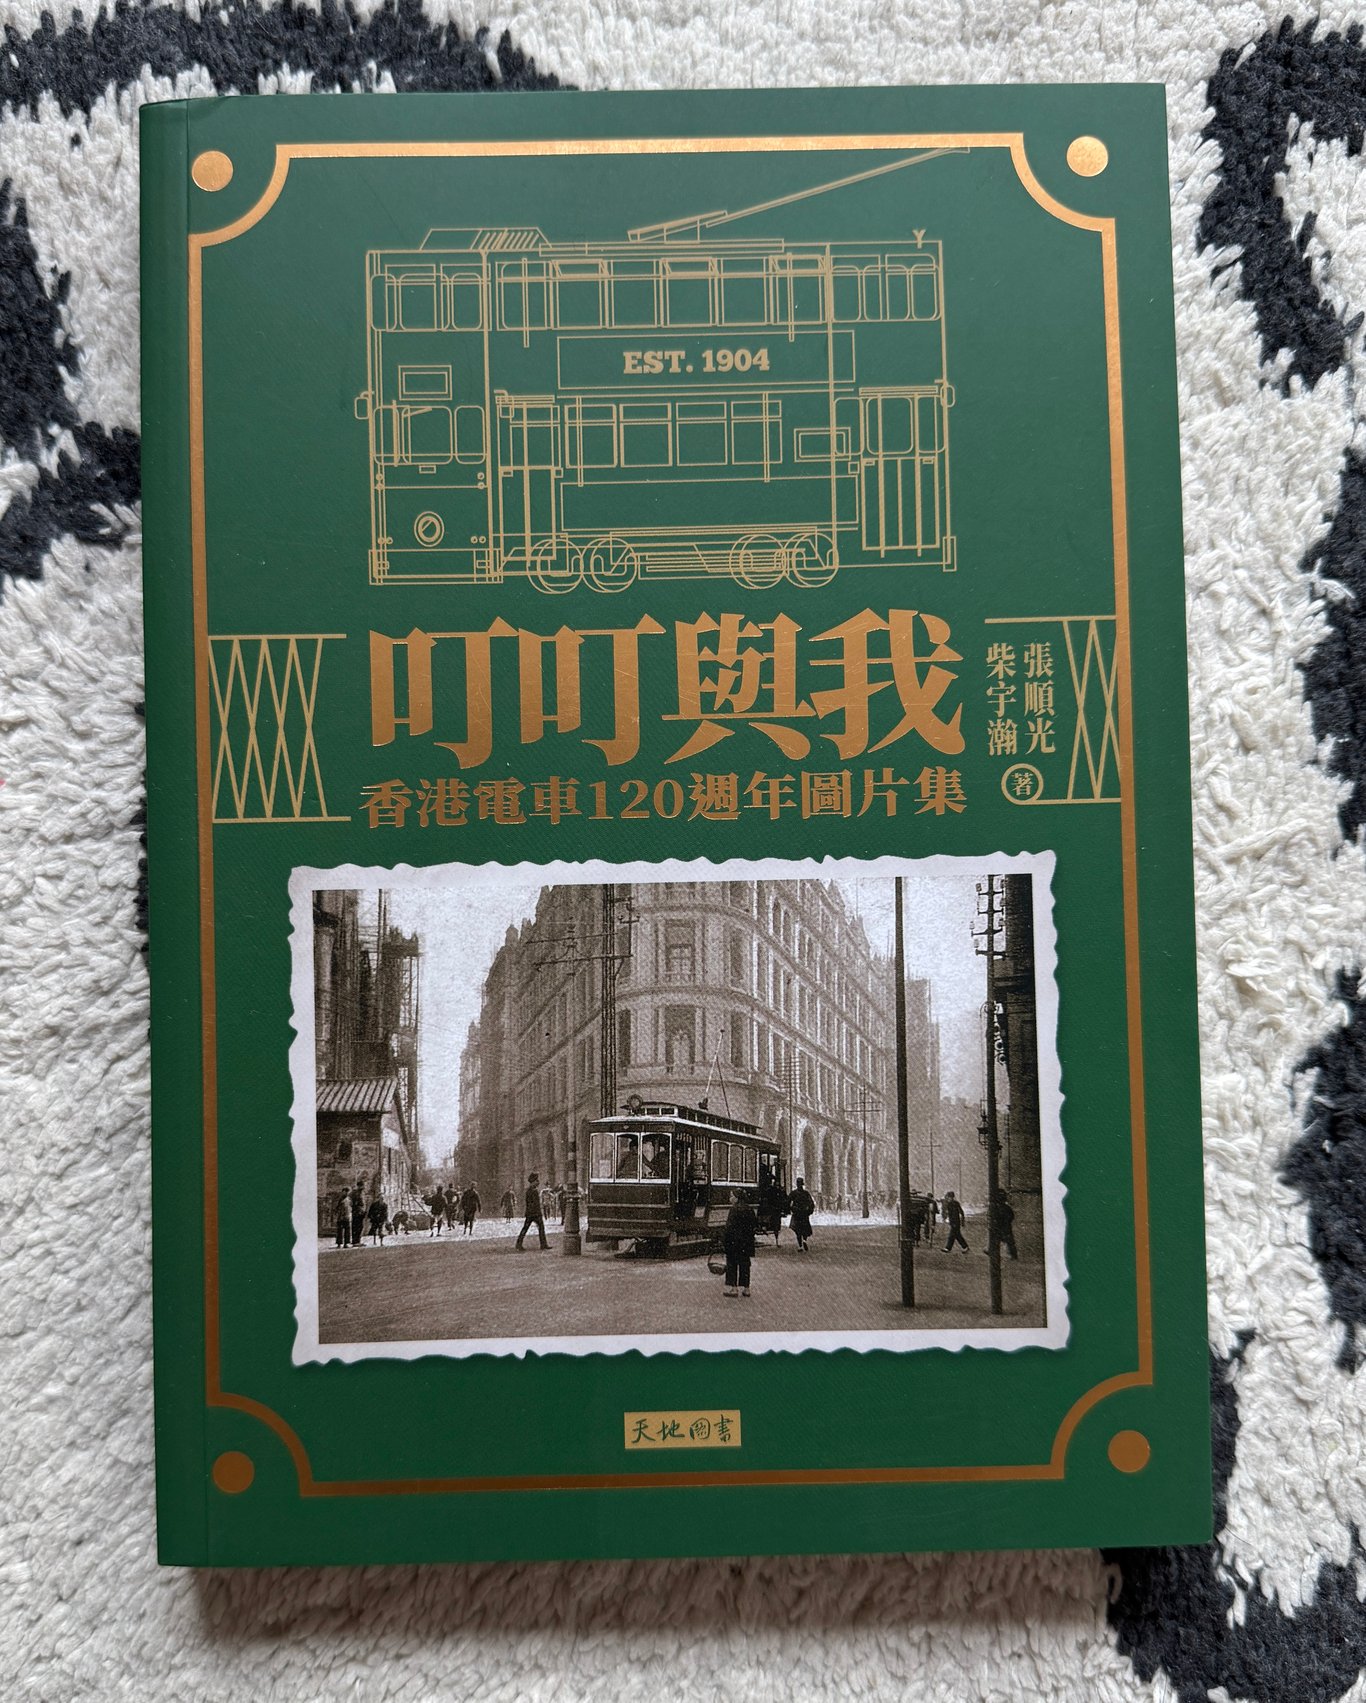 EST. 1904
叮叮與我
香港電車120週年圖片集
張順光
柴宇瀚
著
天地圖書